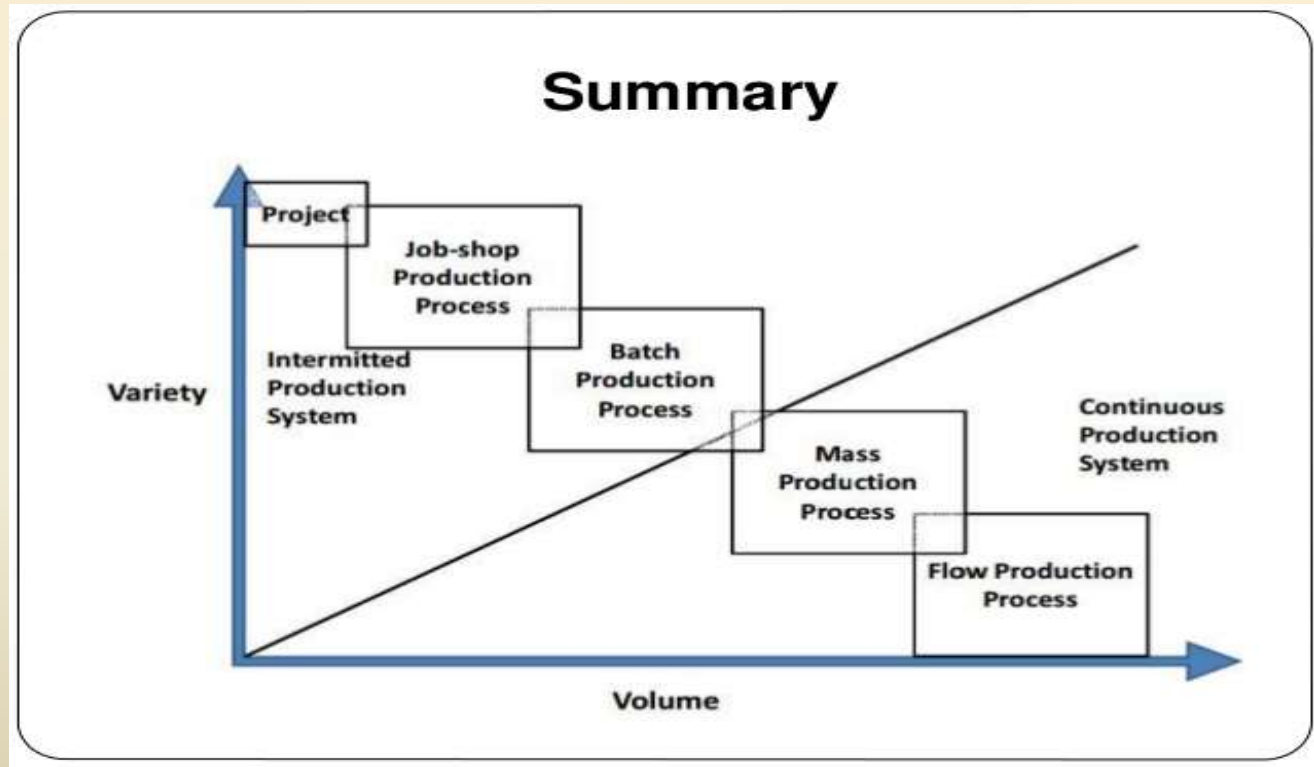 Summary
Project
Job-shop
Production
Process
Intermitted
Production
System
Batch
Production
Process
Variety
Continuous
Production
System
Mass
Production
Process
Flow Production
Process
Volume